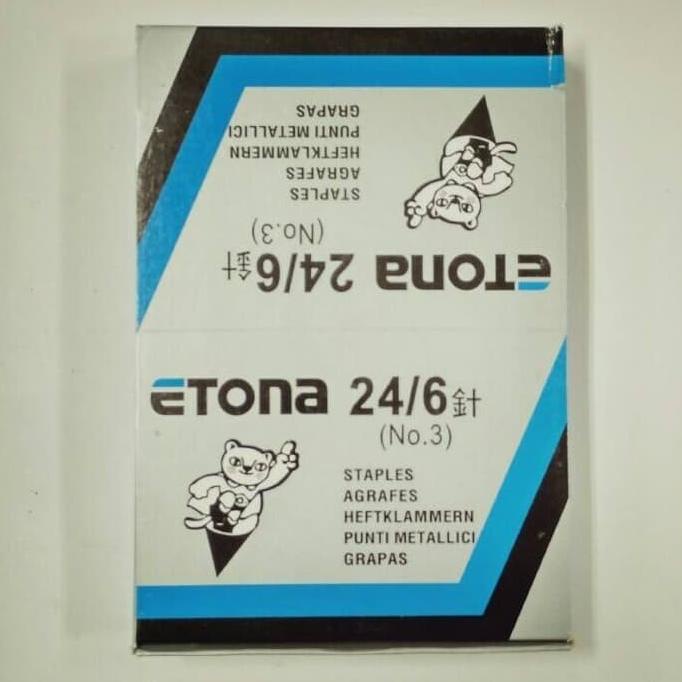 GRAPAS
PUNTI METALLICI
HEFTKLAMMERN
AGRAFES
STAPLES
(No.3)
ETONA 24/6針
ETONA 24/6針
(No.3)
STAPLES
AGRAFES
HEFTKLAMMERN
PUNTI METALLICI
GRAPAS